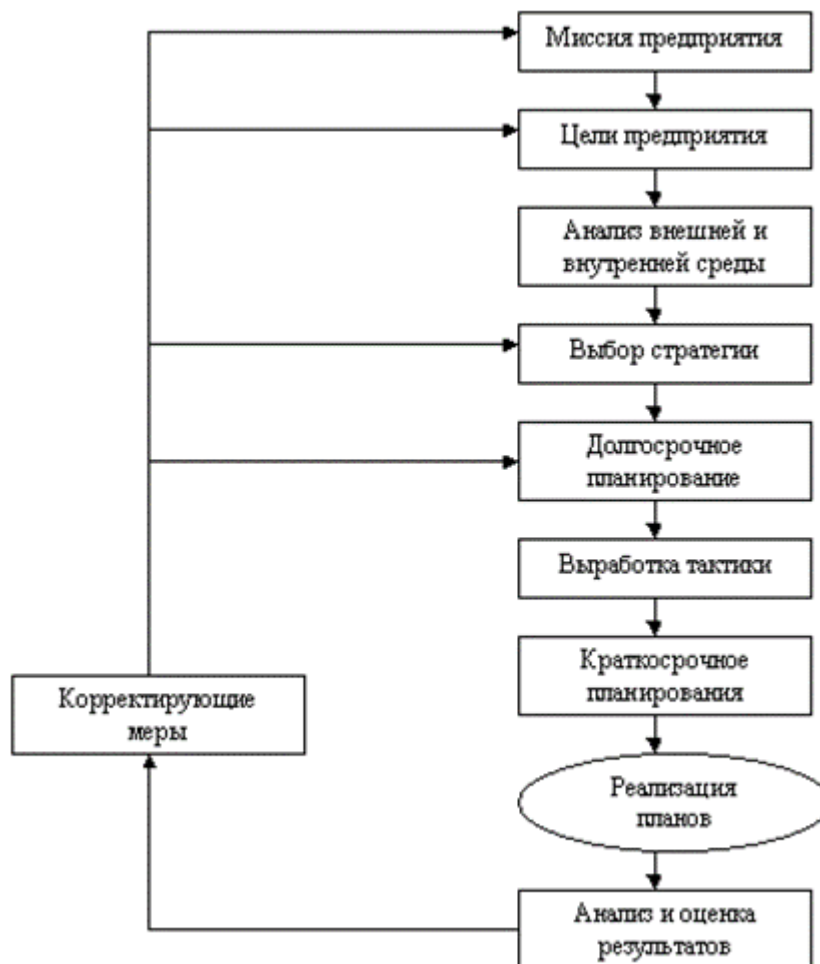 Миссия предприятия
Цели предприятия
Анализ внешней и
внутренней среды
Выбор стратегии
Долгосрочное
планирование
Выработка тактики
Краткосрочное
планирования
Корректирующие
меры
Реализация
планов
Анализ и оценка
результатов